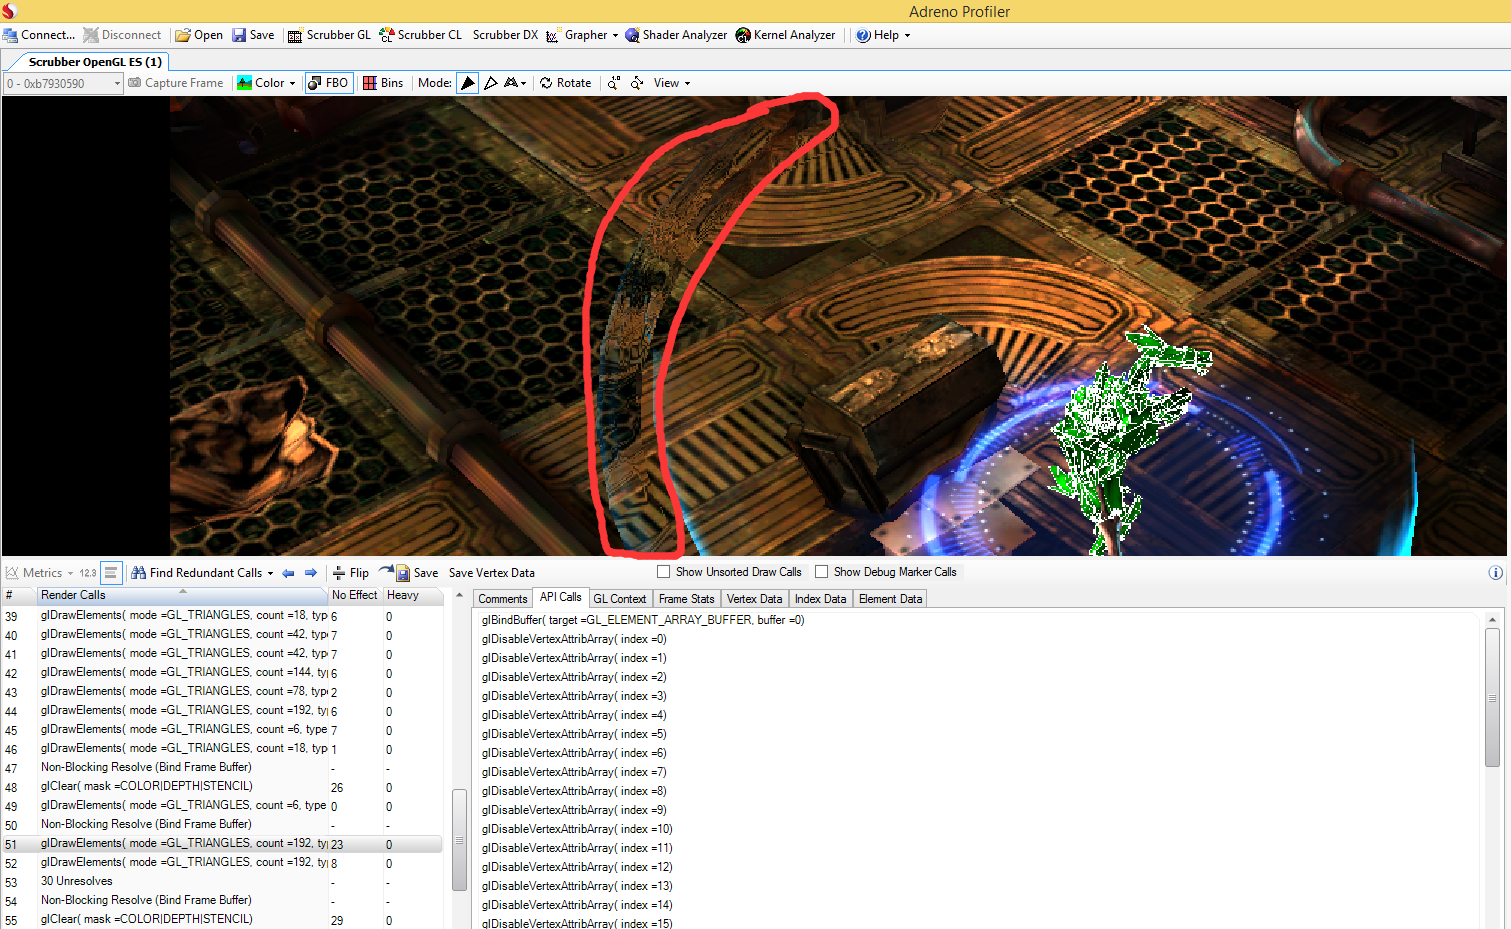 Adreno Profiler
Connect... Disconnect Open Save Scrubber GL Scrubber CL Scrubber DX Grapher Shader Analyzer Kernel Analyzer Help
Scrubber OpenGL ES (1)
0 - 0xb7930590 Capture Frame Color FBO Bins Mode: Rotate View
Metrics 12.3 Find Redundant Calls Flip Save Save Vertex Data Show Unsorted Draw Calls Show Debug Marker Calls
# Render Calls No Effect Heavy
39 glDrawElements( mode =GL_TRIANGLES, count =18, typ 6 0
40 glDrawElements( mode =GL_TRIANGLES, count =42, typ 7 0
41 glDrawElements( mode =GL_TRIANGLES, count =42, typ 7 0
42 glDrawElements( mode =GL_TRIANGLES, count =144, ty 6 0
43 glDrawElements( mode =GL_TRIANGLES, count =78, typ 2 0
44 glDrawElements( mode =GL_TRIANGLES, count =192, ty 6 0
45 glDrawElements( mode =GL_TRIANGLES, count =6, type 7 0
46 glDrawElements( mode =GL_TRIANGLES, count =18, typ 1 0
47 Non-Blocking Resolve (Bind Frame Buffer) - -
48 glClear( mask =COLOR|DEPTH|STENCIL) 26 0
49 glDrawElements( mode =GL_TRIANGLES, count =6, type 0 0
50 Non-Blocking Resolve (Bind Frame Buffer) - -
51 glDrawElements( mode =GL_TRIANGLES, count =192, ty 23 0
52 glDrawElements( mode =GL_TRIANGLES, count =192, ty 8 0
53 30 Unresolves - -
54 Non-Blocking Resolve (Bind Frame Buffer) - -
55 glClear( mask =COLOR|DEPTH|STENCIL) 29 0
Comments API Calls GL Context Frame Stats Vertex Data Index Data Element Data
glBindBuffer( target =GL_ELEMENT_ARRAY_BUFFER, buffer =0)
glDisableVertexAttribArray( index =0)
glDisableVertexAttribArray( index =1)
glDisableVertexAttribArray( index =2)
glDisableVertexAttribArray( index =3)
glDisableVertexAttribArray( index =4)
glDisableVertexAttribArray( index =5)
glDisableVertexAttribArray( index =6)
glDisableVertexAttribArray( index =7)
glDisableVertexAttribArray( index =8)
glDisableVertexAttribArray( index =9)
glDisableVertexAttribArray( index =10)
glDisableVertexAttribArray( index =11)
glDisableVertexAttribArray( index =12)
glDisableVertexAttribArray( index =13)
glDisableVertexAttribArray( index =14)
glDisableVertexAttribArray( index =15)